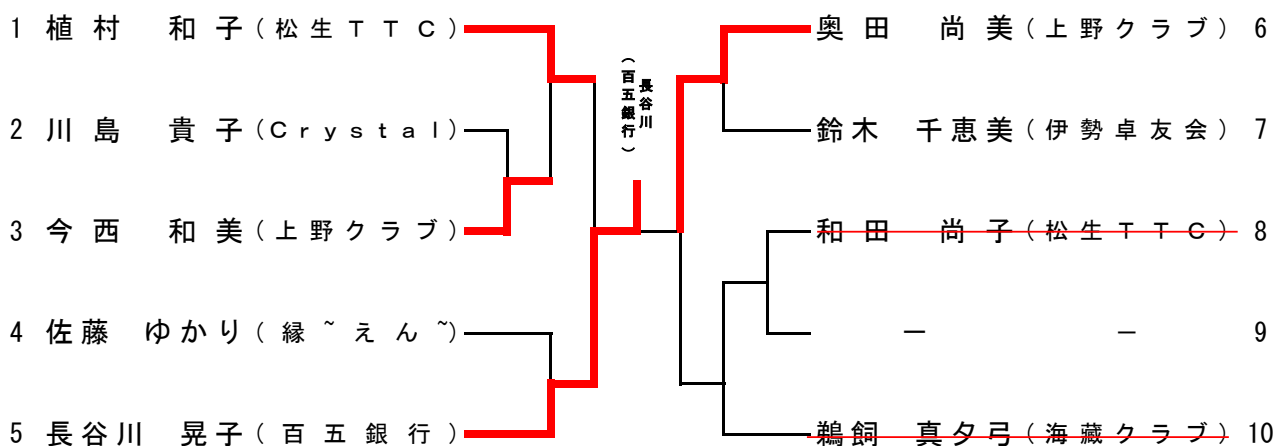 1 植村 和子(松生TTC)
2 川島 貴子(Crystal)
3 今西 和美(上野クラブ)
4 佐藤 ゆかり(縁~えん~)
5 長谷川 晃子(百五銀行)
長谷川
(百五銀行)
奥田 尚美(上野クラブ) 6
鈴木 千恵美(伊勢卓友会) 7
和田 尚子(松生TTC) 8
― ― 9
鵜飼 真夕弓(海蔵クラブ) 10